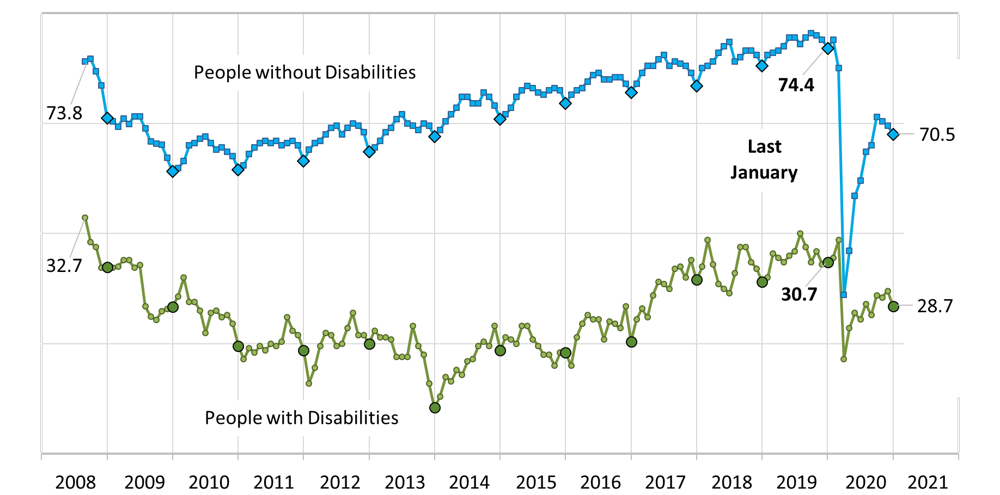 People without Disabilities
74.4
73.8
70.5
Last
January
32.7
30.7
28.7
People with Disabilities
2008 2009 2010 2011 2012 2013 2014 2015 2016 2017 2018 2019 2020 2021